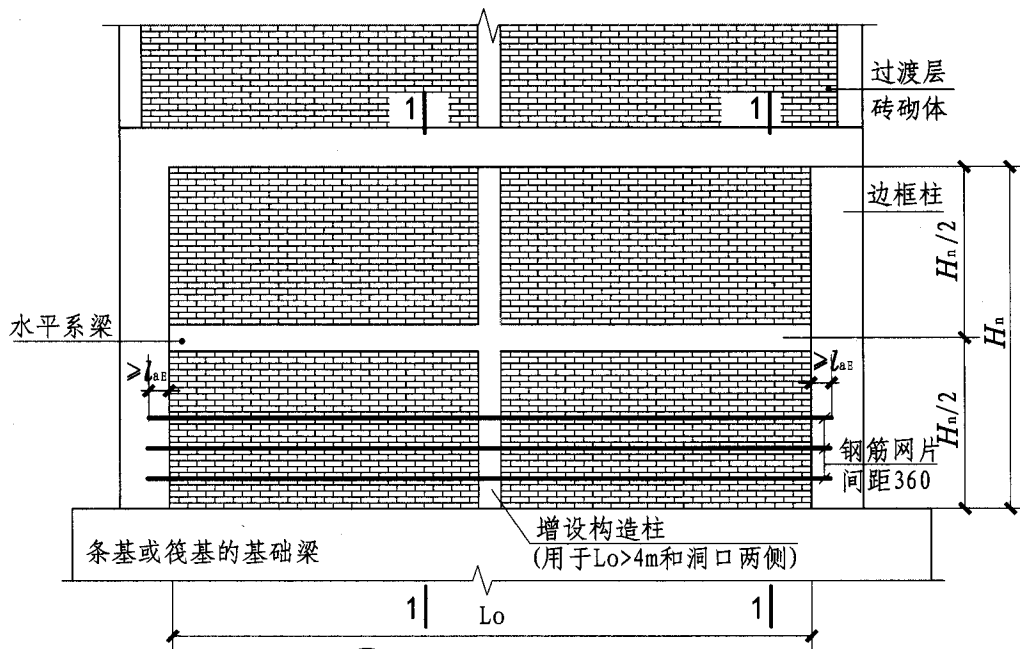 1
1
过渡层
砖砌体
边框柱
Hn/2
Hn
水平系梁
≥laE
≥laE
Hn/2
钢筋网片
间距360
增设构造柱
(用于Lo>4m和洞口两侧)
条基或筏基的基础梁
1
Lo
1